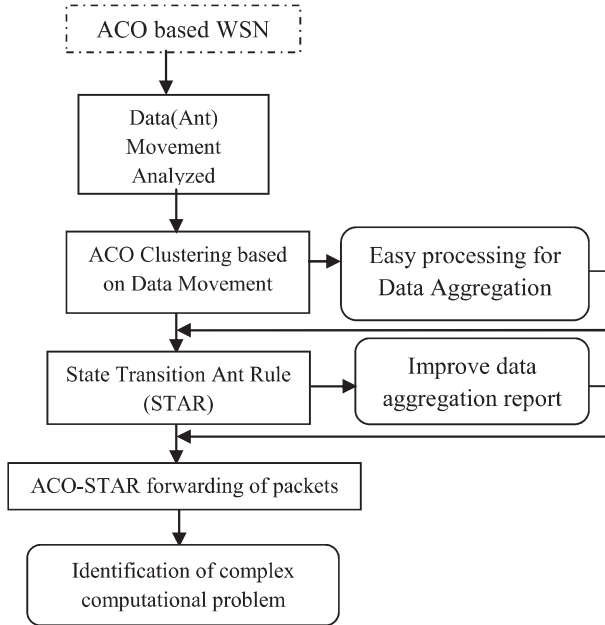 ACO based WSN
Data(Ant)
Movement
Analyzed
ACO Clustering based
on Data Movement
Easy processing for
Data Aggregation
State Transition Ant Rule
(STAR)
Improve data
aggregation report
ACO-STAR forwarding of packets
Identification of complex
computational problem